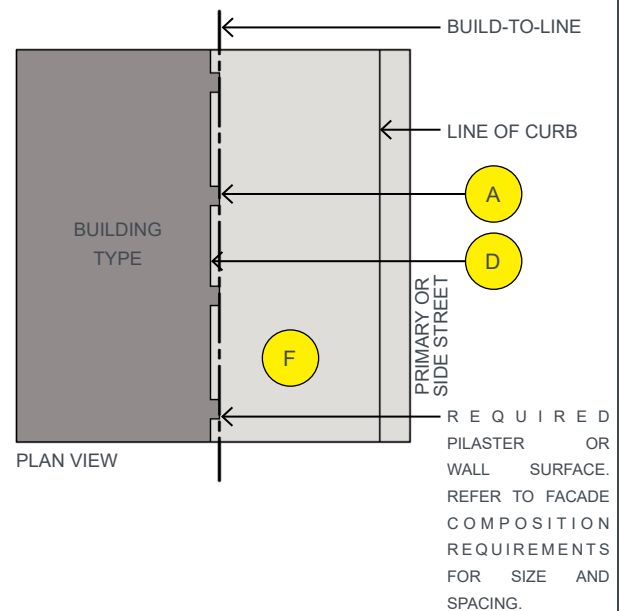 BUILD-TO-LINE
LINE OF CURB
A
BUILDING
TYPE
D
PRIMARY OR
SIDE STREET
F
REQUIRED
PILASTER OR
WALL SURFACE.
REFER TO FACADE
COMPOSITION
REQUIREMENTS
FOR SIZE AND
SPACING.
PLAN VIEW